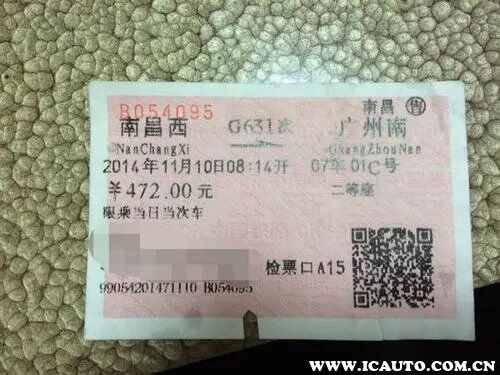 B054095
南昌 售
南昌西 G631次 广州南
NanChangXi GuangZhouNan
2014年11月10日08:14开 07车 01C号
¥472.00元 二等座
限乘当日当次车
检票口A15
99054201471110 B054095
WWW.ICAUTO.COM.CN